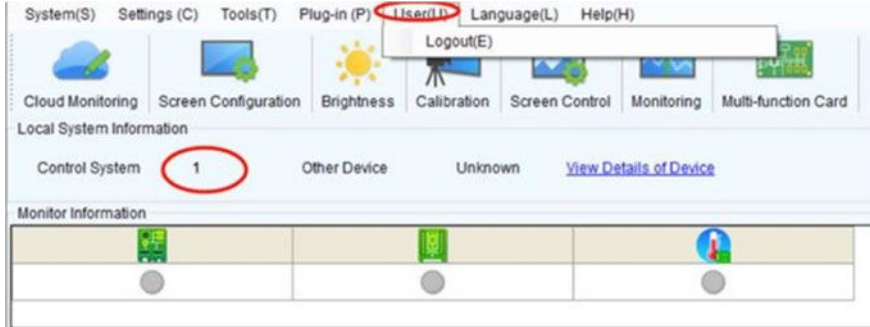 System(S) Settings (C) Tools(T) Plug-in (P) User(U) Language(L) Help(H)
Logout(E)
Cloud Monitoring Screen Configuration Brightness Calibration Screen Control Monitoring Multi-function Card
Local System Information
Control System 1 Other Device Unknown View Details of Device
Monitor Information